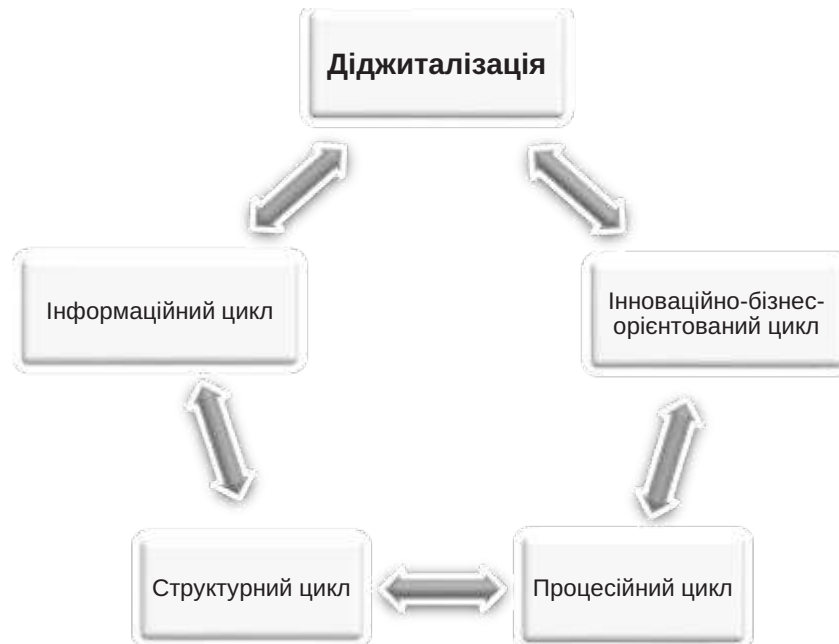 Діджиталізація
Інформаційний цикл
Інноваційно-бізнес-
орієнтований цикл
Структурний цикл
Процесійний цикл